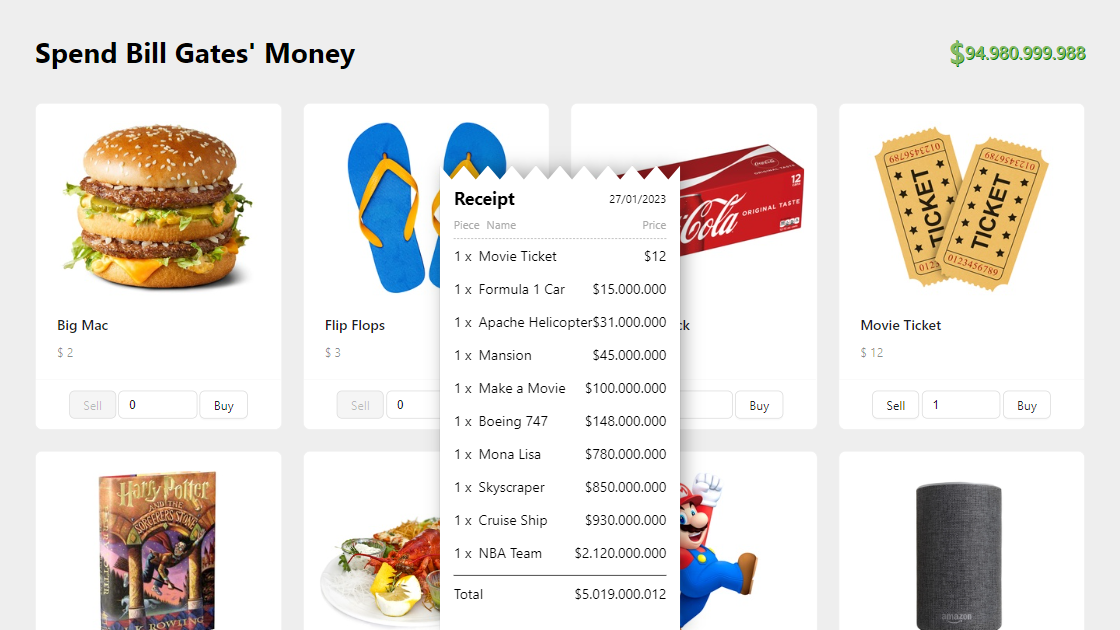 Spend Bill Gates' Money
$94.980.999.988
Big Mac
$ 2
Sell 0 Buy
Flip Flops
$ 3
Sell 0
Coca-Cola
ORIGINAL TASTE
12
ck
Buy
TICKET
0123456789
TICKET
0123456789
Movie Ticket
$ 12
Sell 1 Buy
Receipt 27/01/2023
Piece Name Price
1 x Movie Ticket $12
1 x Formula 1 Car $15.000.000
1 x Apache Helicopter $31.000.000
1 x Mansion $45.000.000
1 x Make a Movie $100.000.000
1 x Boeing 747 $148.000.000
1 x Mona Lisa $780.000.000
1 x Skyscraper $850.000.000
1 x Cruise Ship $930.000.000
1 x NBA Team $2.120.000.000
Total $5.019.000.012
Harry Potter
AND THE
SORCERER'S STONE
J. K. ROWLING
amazon